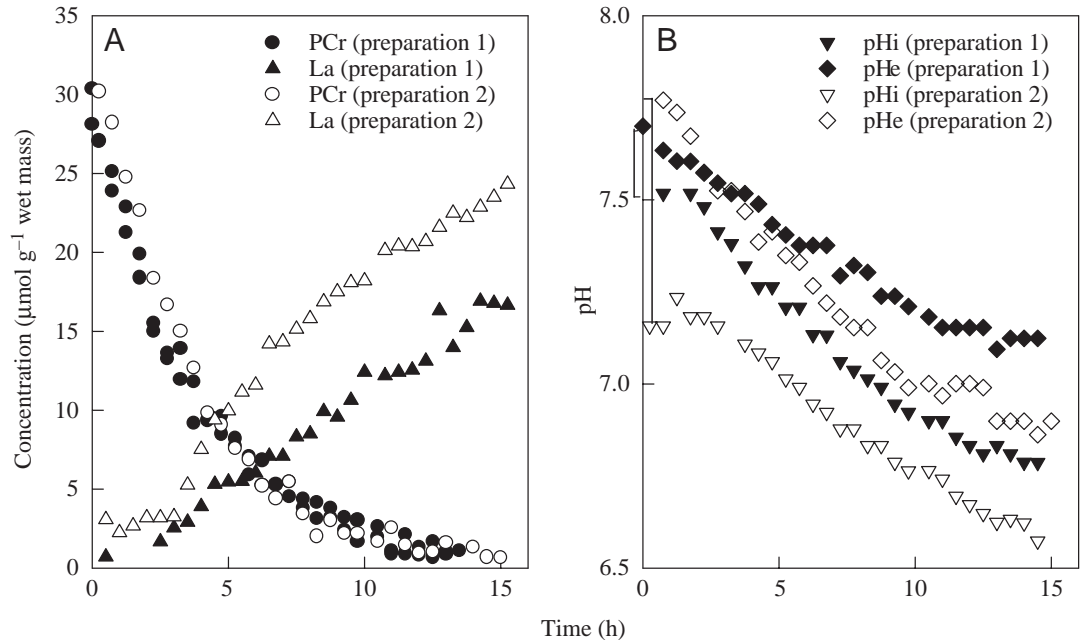 A
PCr (preparation 1)
La (preparation 1)
PCr (preparation 2)
La (preparation 2)
Concentration (µmol g⁻¹ wet mass)
35
30
25
20
15
10
5
0
0 5 10 15
B
pHi (preparation 1)
pHe (preparation 1)
pHi (preparation 2)
pHe (preparation 2)
pH
8.0
7.5
7.0
6.5
0 5 10 15
Time (h)